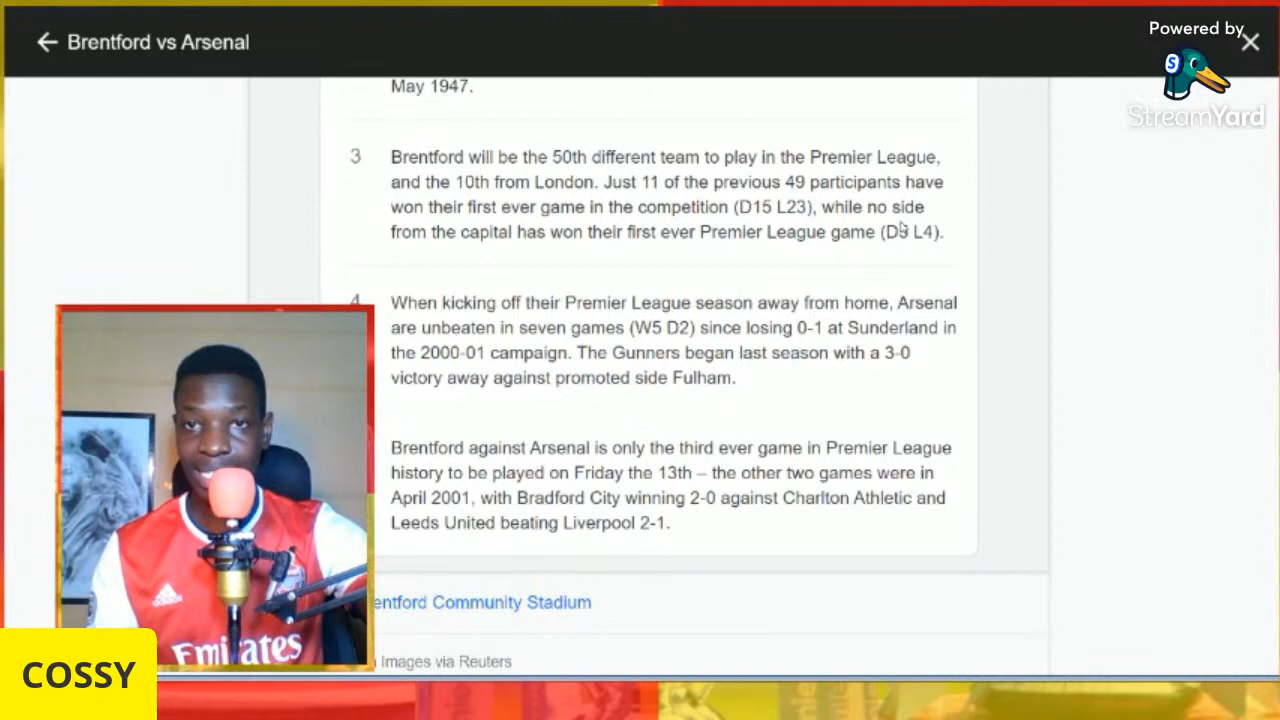 Brentford vs Arsenal
Powered by
StreamYard
May 1947.
3
Brentford will be the 50th different team to play in the Premier League,
and the 10th from London. Just 11 of the previous 49 participants have
won their first ever game in the competition (D15 L23), while no side
from the capital has won their first ever Premier League game (D5 L4).
4
When kicking off their Premier League season away from home, Arsenal
are unbeaten in seven games (W5 D2) since losing 0-1 at Sunderland in
the 2000-01 campaign. The Gunners began last season with a 3-0
victory away against promoted side Fulham.
Brentford against Arsenal is only the third ever game in Premier League
history to be played on Friday the 13th – the other two games were in
April 2001, with Bradford City winning 2-0 against Charlton Athletic and
Leeds United beating Liverpool 2-1.
entford Community Stadium
Images via Reuters
adidas
Emirates
COSSY